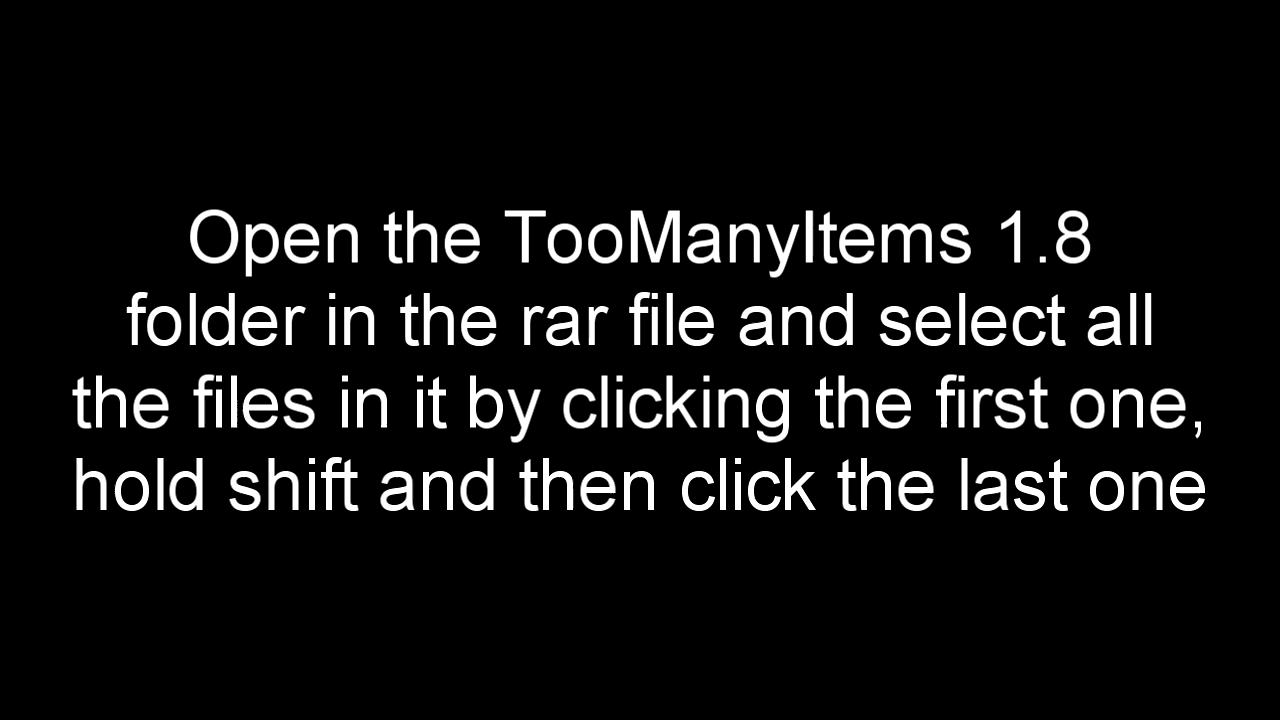 Open the TooManyItems 1.8
folder in the rar file and select all
the files in it by clicking the first one,
hold shift and then click the last one